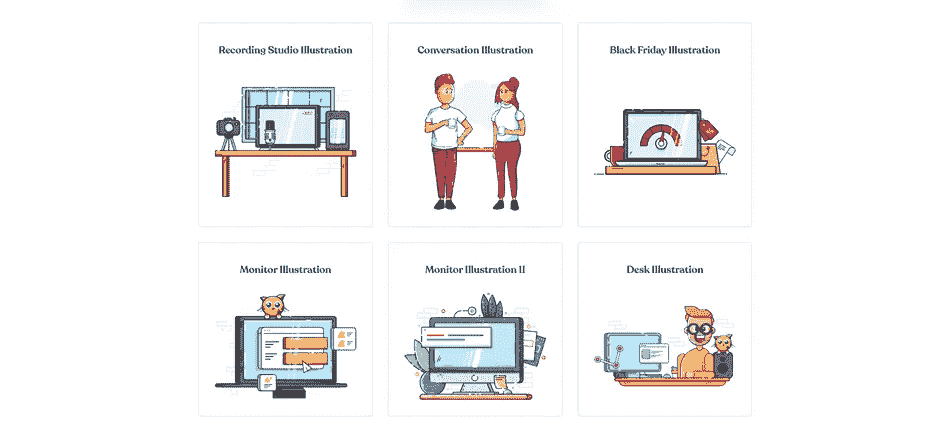 Recording Studio Illustration
Conversation Illustration
Black Friday Illustration
Monitor Illustration
Monitor Illustration II
Desk Illustration